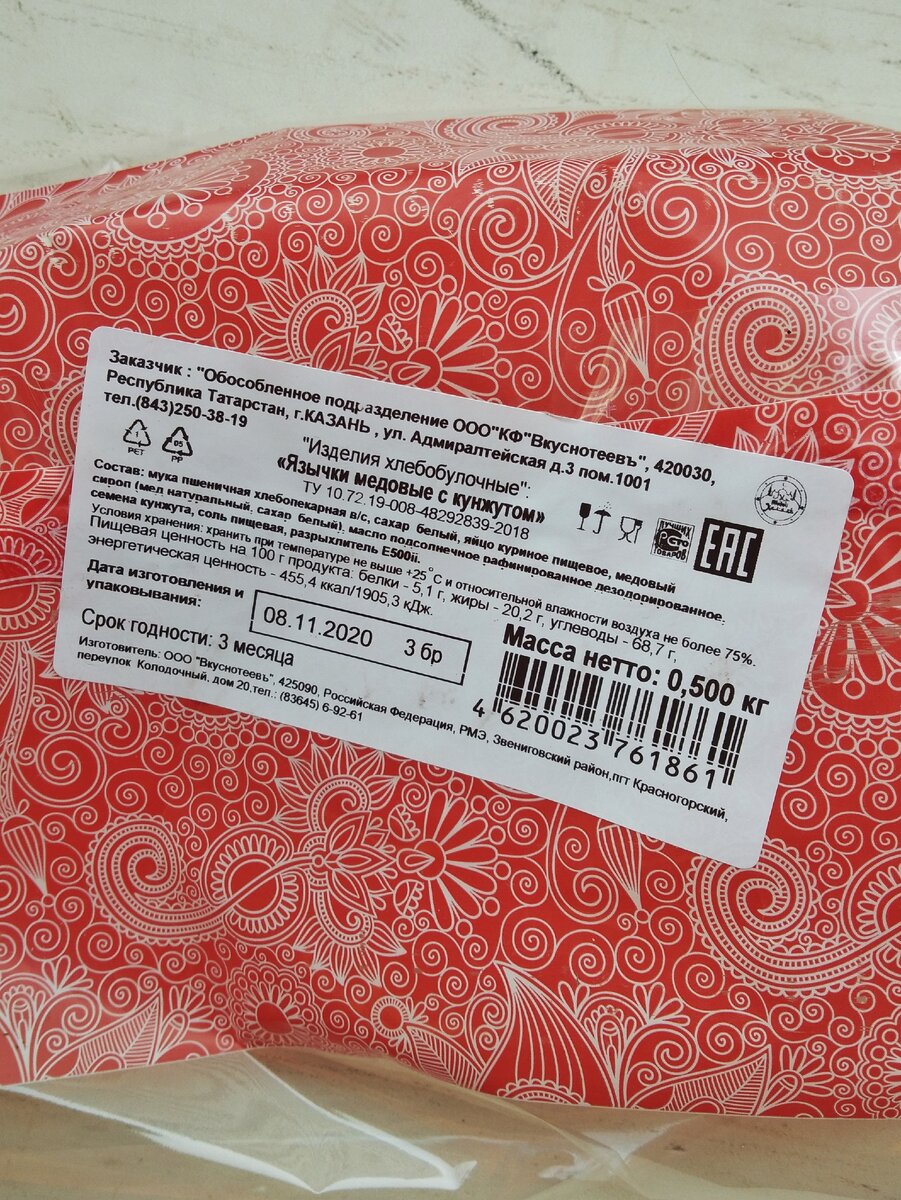 Заказчик : "Обособленное подразделение ООО"КФ"Вкуснотеевъ", 420030,
Республика Татарстан, г.КАЗАНЬ , ул. Адмиралтейская д.3 пом.1001
тел.(843)250-38-19
1
PET
05
PP
"Изделия хлебобулочные":
«Язычки медовые с кунжутом»
ТУ 10.72.19-008-48292839-2018
ЛУЧШИХ
ТОВАРОВ
EAC
Состав: мука пшеничная хлебопекарная в/с, сахар белый, яйцо куриное пищевое, медовый
сироп (мед натуральный, сахар белый), масло подсолнечное рафинированное дезодорированное,
семена кунжута, соль пищевая, разрыхлитель Е500ii.
Условия хранения: хранить при температуре не выше +25°С и относительной влажности воздуха не более 75%.
Пищевая ценность на 100 г продукта: белки - 5,1 г, жиры - 20,2 г, углеводы - 68,7 г,
энергетическая ценность - 455,4 ккал/1905,3 кДж.
Дата изготовления и
упаковывания:
08.11.2020 3 бр
Срок годности: 3 месяца
Масса нетто: 0,500 кг
4 620023 761861
Изготовитель: ООО "Вкуснотеевъ", 425090, Российская Федерация, РМЭ, Звениговский район,пгт Красногорский,
переулок Колодочный, дом 20,тел.: (83645) 6-92-61